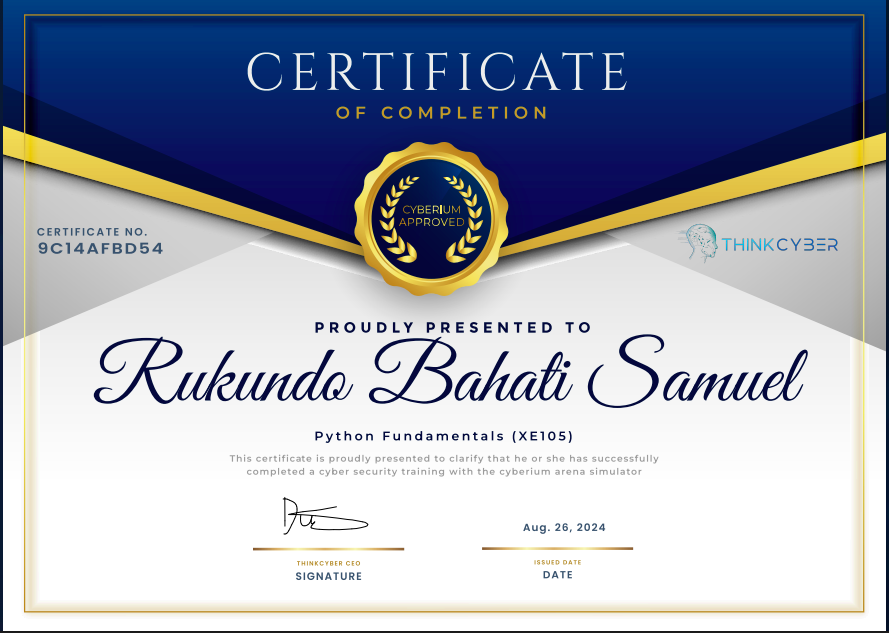 CERTIFICATE
OF COMPLETION
CYBERIUM
APPROVED
CERTIFICATE NO.
9C14AFBD54
THINKCYBER
PROUDLY PRESENTED TO
Rukundo Bahati Samuel
Python Fundamentals (XE105)
This certificate is proudly presented to clarify that he or she has successfully
completed a cyber security training with the cyberium arena simulator
Aug. 26, 2024
THINKCYBER CEO
SIGNATURE
ISSUED DATE
DATE